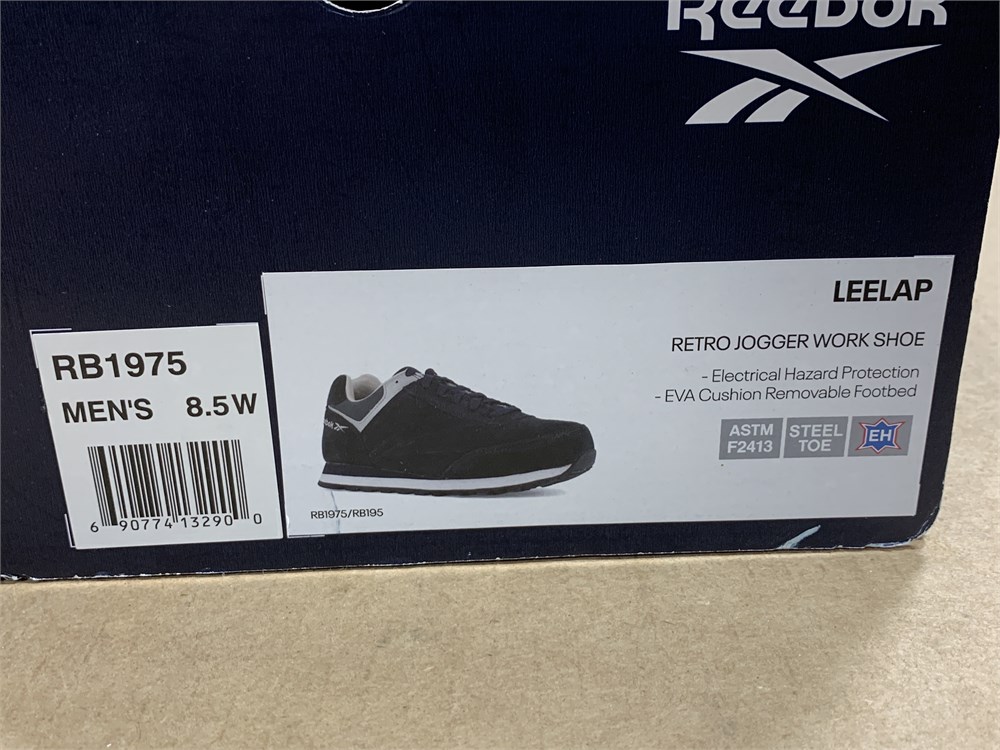 Reebok
LEELAP
RETRO JOGGER WORK SHOE
- Electrical Hazard Protection
- EVA Cushion Removable Footbed
ASTM
F2413
STEEL
TOE
EH
RB1975
MEN'S 8.5W
6 90774 13290 0
RB1975/RB195